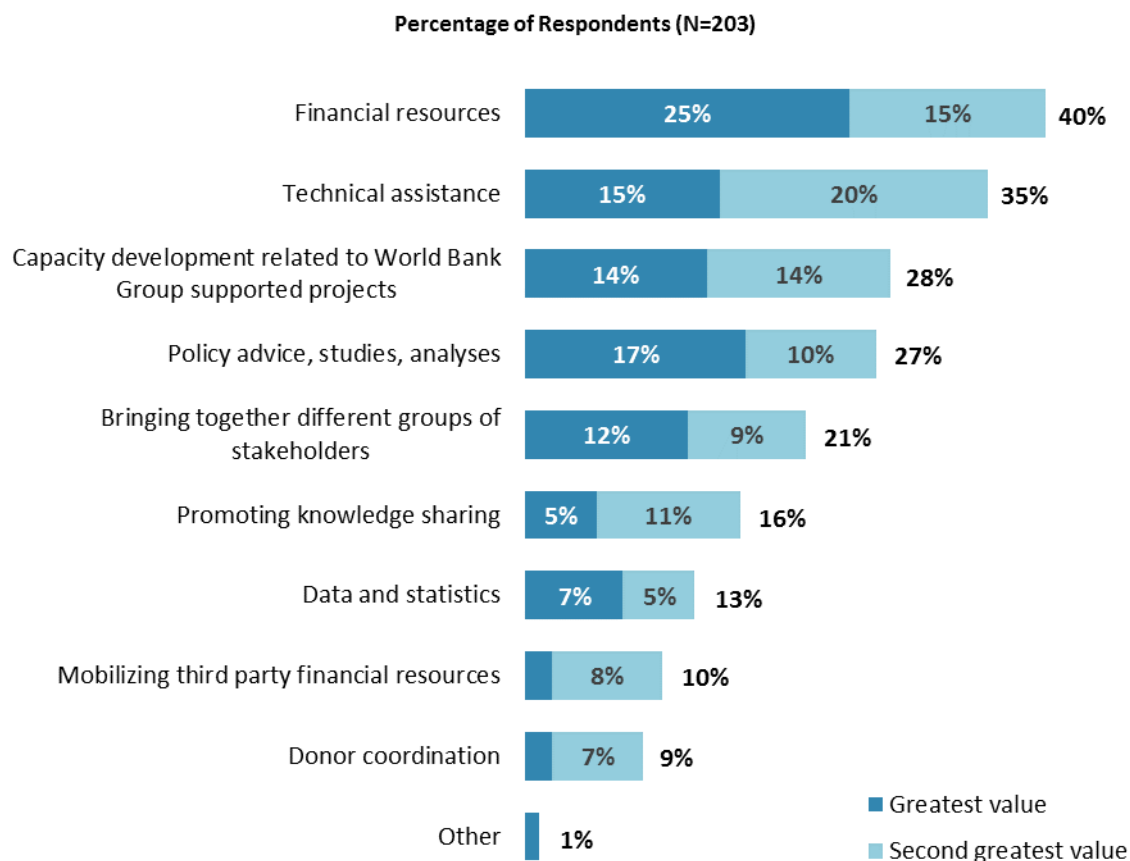 Percentage of Respondents (N=203)
Financial resources 25% 15% 40%
Technical assistance 15% 20% 35%
Capacity development related to World Bank
Group supported projects 14% 14% 28%
Policy advice, studies, analyses 17% 10% 27%
Bringing together different groups of
stakeholders 12% 9% 21%
Promoting knowledge sharing 5% 11% 16%
Data and statistics 7% 5% 13%
Mobilizing third party financial resources 8% 10%
Donor coordination 7% 9%
Other 1%
Greatest value
Second greatest value